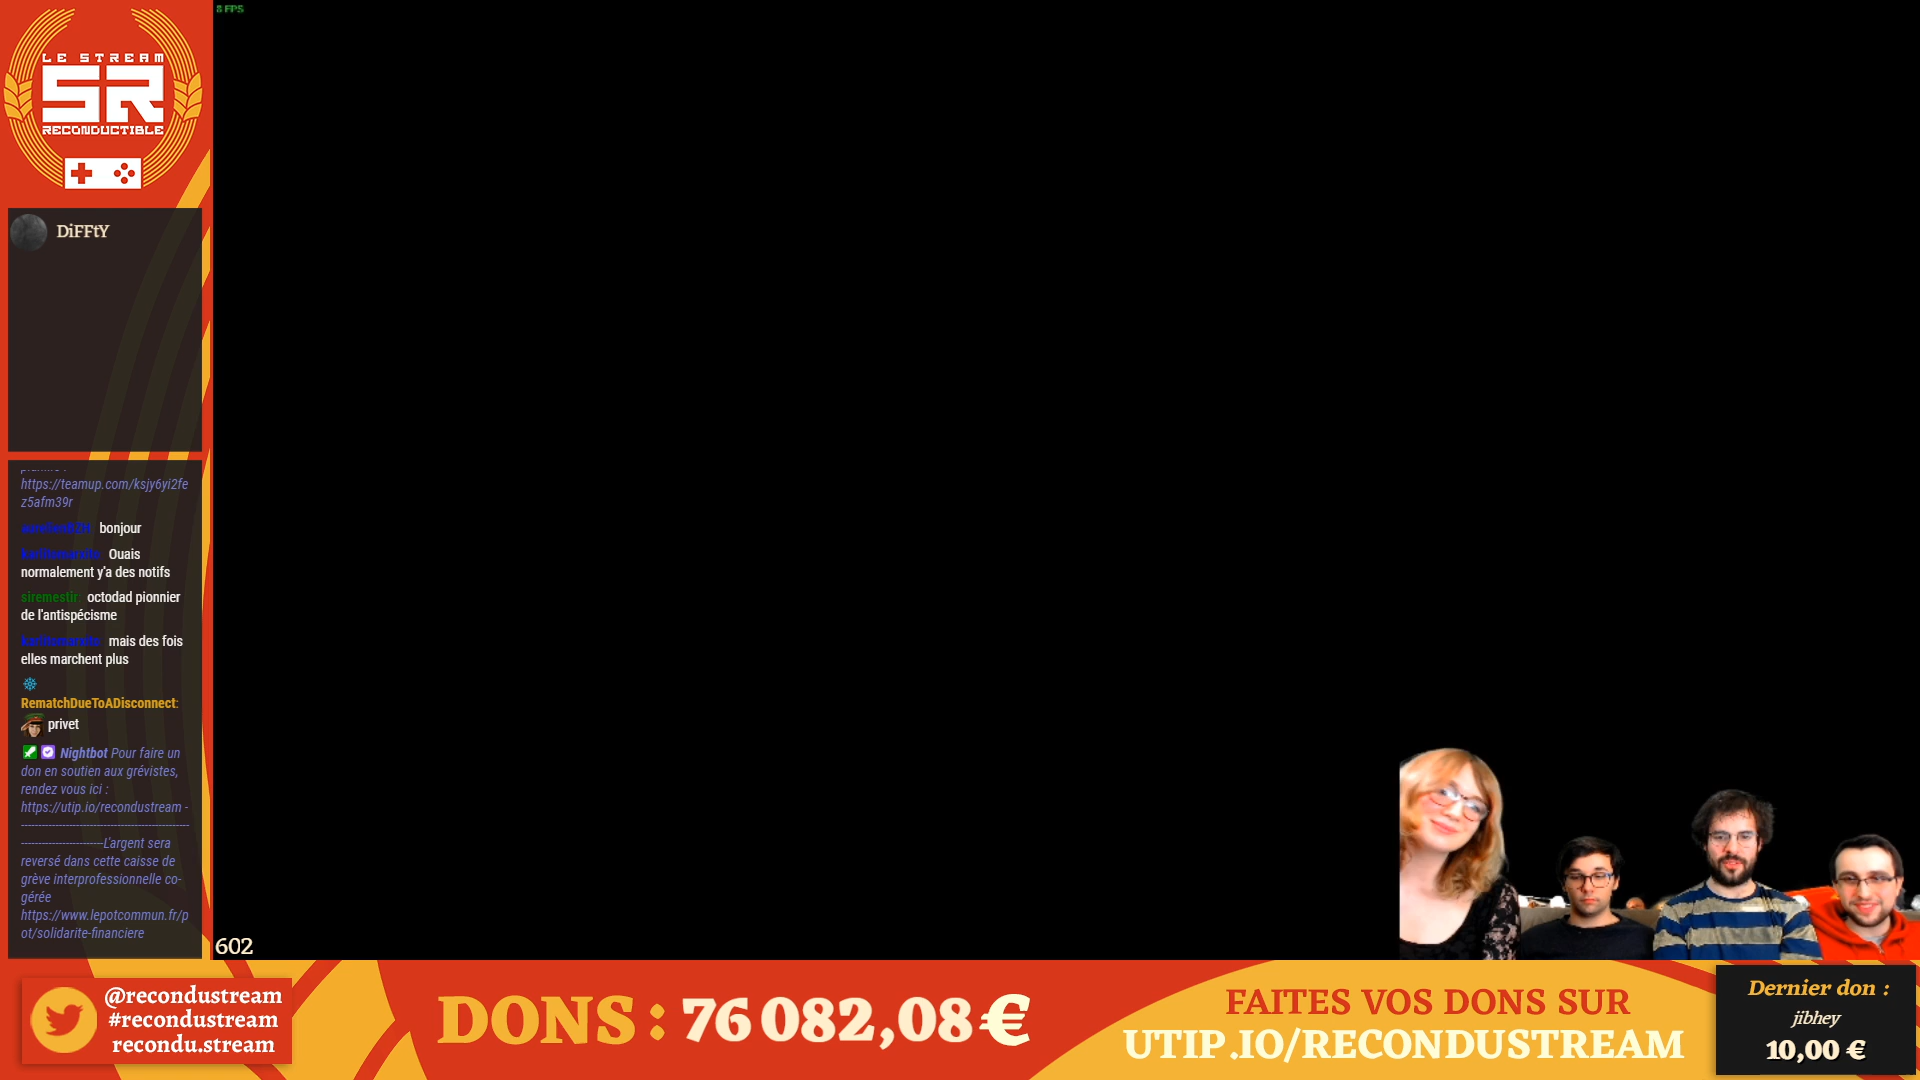 8 FPS
LE STREAM
SR
RECONDUCTIBLE
DiFFtY
https://teamup.com/ksjy6yi2fe
z5afm39r
bonjour
Ouais
normalement y'a des notifs
siremestir: octodad pionnier
de l'antispécisme
mais des fois
elles marchent plus
RematchDueToADisconnect:
privet
Nightbot Pour faire un
don en soutien aux grévistes,
rendez vous ici :
https://utip.io/recondustream -
-----------------------------------------------
-----------------------L'argent sera
reversé dans cette caisse de
grève interprofessionnelle co-
gérée
https://www.lepotcommun.fr/p
ot/solidarite-financiere
602
@recondustream
#recondustream
recondu.stream
DONS : 76 082,08 €
FAITES VOS DONS SUR
UTIP.IO/RECONDUSTREAM
Dernier don :
jibhey
10,00 €